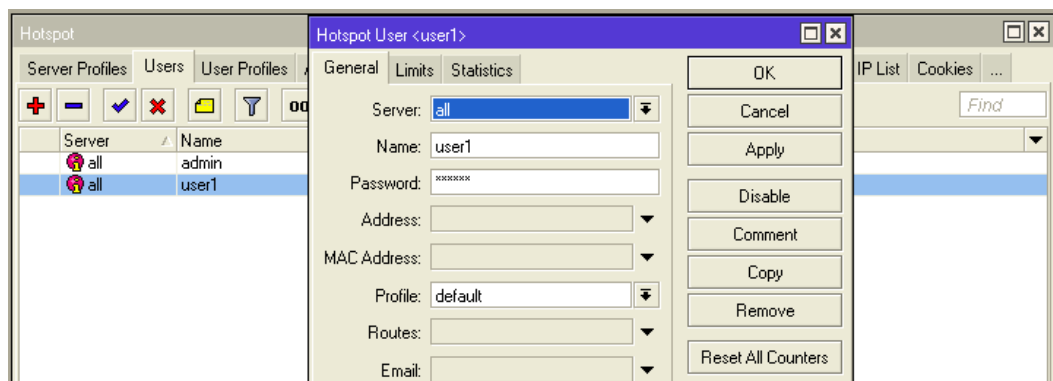 Hotspot
Server Profiles Users User Profiles IP List Cookies ...
Find
Server Name
all admin
all user1
Hotspot User <user1>
General Limits Statistics
Server: all
Name: user1
Password: ××××××
Address:
MAC Address:
Profile: default
Routes:
Email:
OK
Cancel
Apply
Disable
Comment
Copy
Remove
Reset All Counters